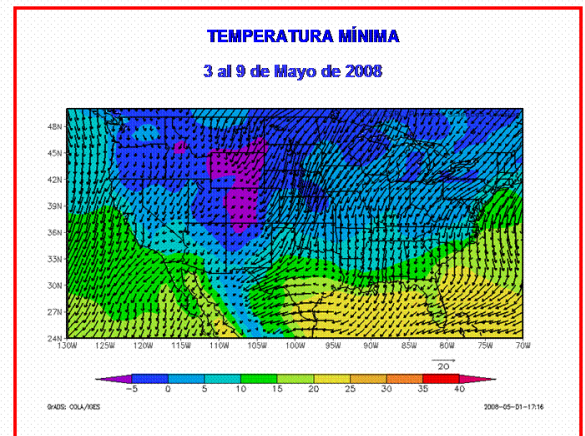 TEMPERATURA MÍNIMA
3 al 9 de Mayo de 2008
48N
45N
42N
39N
36N
33N
30N
27N
24N
130W 125W 120W 115W 110W 105W 100W 95W 90W 85W 80W 75W 70W
20
-5 0 5 10 15 20 25 30 35 40
GrADS: COLA/IGES 2008-05-01-17:16